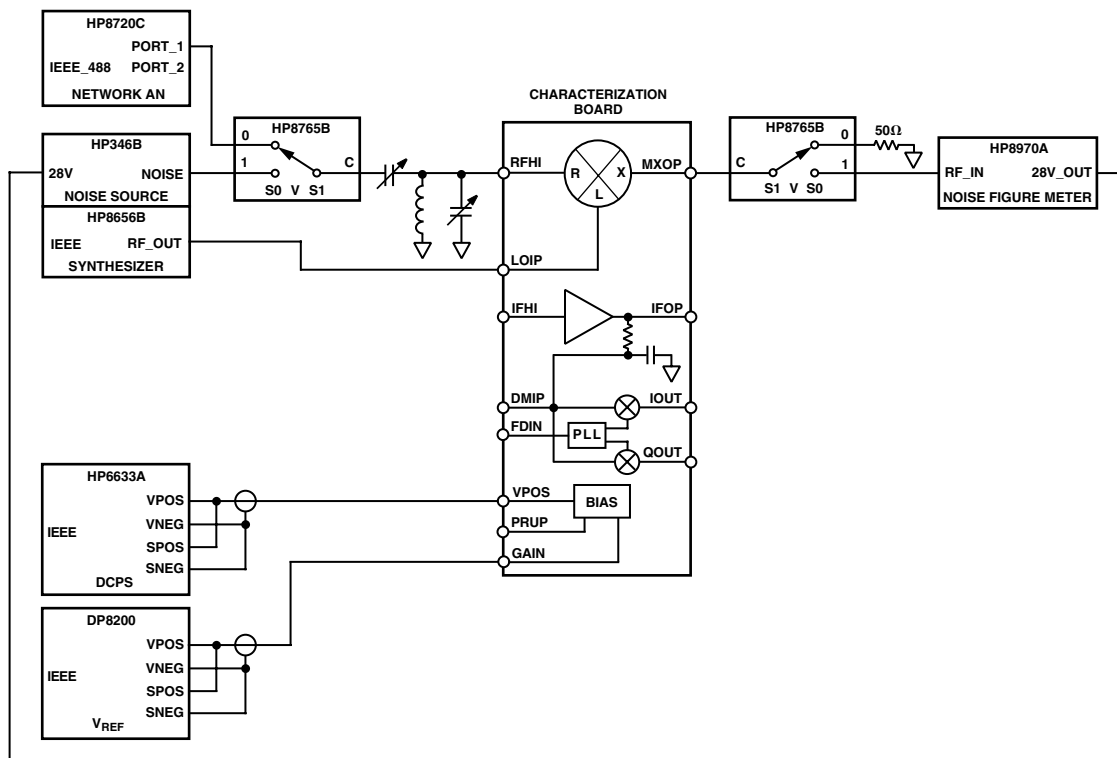 HP8720C
PORT_1
IEEE_488 PORT_2
NETWORK AN
HP346B
28V NOISE
NOISE SOURCE
HP8656B
IEEE RF_OUT
SYNTHESIZER
HP8765B
0
1
C
S0 V S1
CHARACTERIZATION
BOARD
RFHI
R
X
L
MXOP
LOIP
IFHI
IFOP
DMIP
IOUT
FDIN
PLL
QOUT
VPOS
BIAS
PRUP
GAIN
HP8765B
0
C
1
S1 V S0
50Ω
HP8970A
RF_IN 28V_OUT
NOISE FIGURE METER
HP6633A
VPOS
IEEE
VNEG
SPOS
SNEG
DCPS
DP8200
VPOS
VNEG
IEEE
SPOS
SNEG
VREF